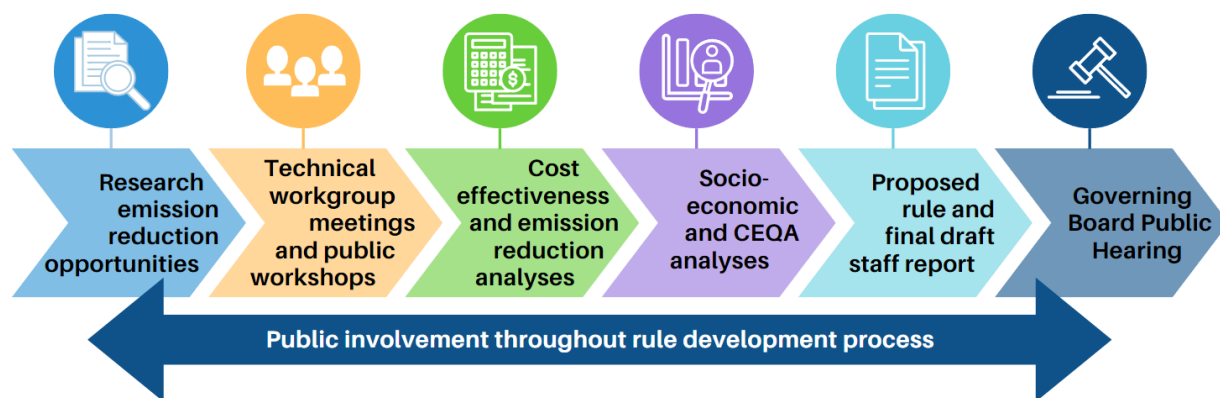 Research
emission
reduction
opportunities
Technical
workgroup
meetings
and public
workshops
Cost
effectiveness
and emission
reduction
analyses
Socio-
economic
and CEQA
analyses
Proposed
rule and
final draft
staff report
Governing
Board Public
Hearing
Public involvement throughout rule development process